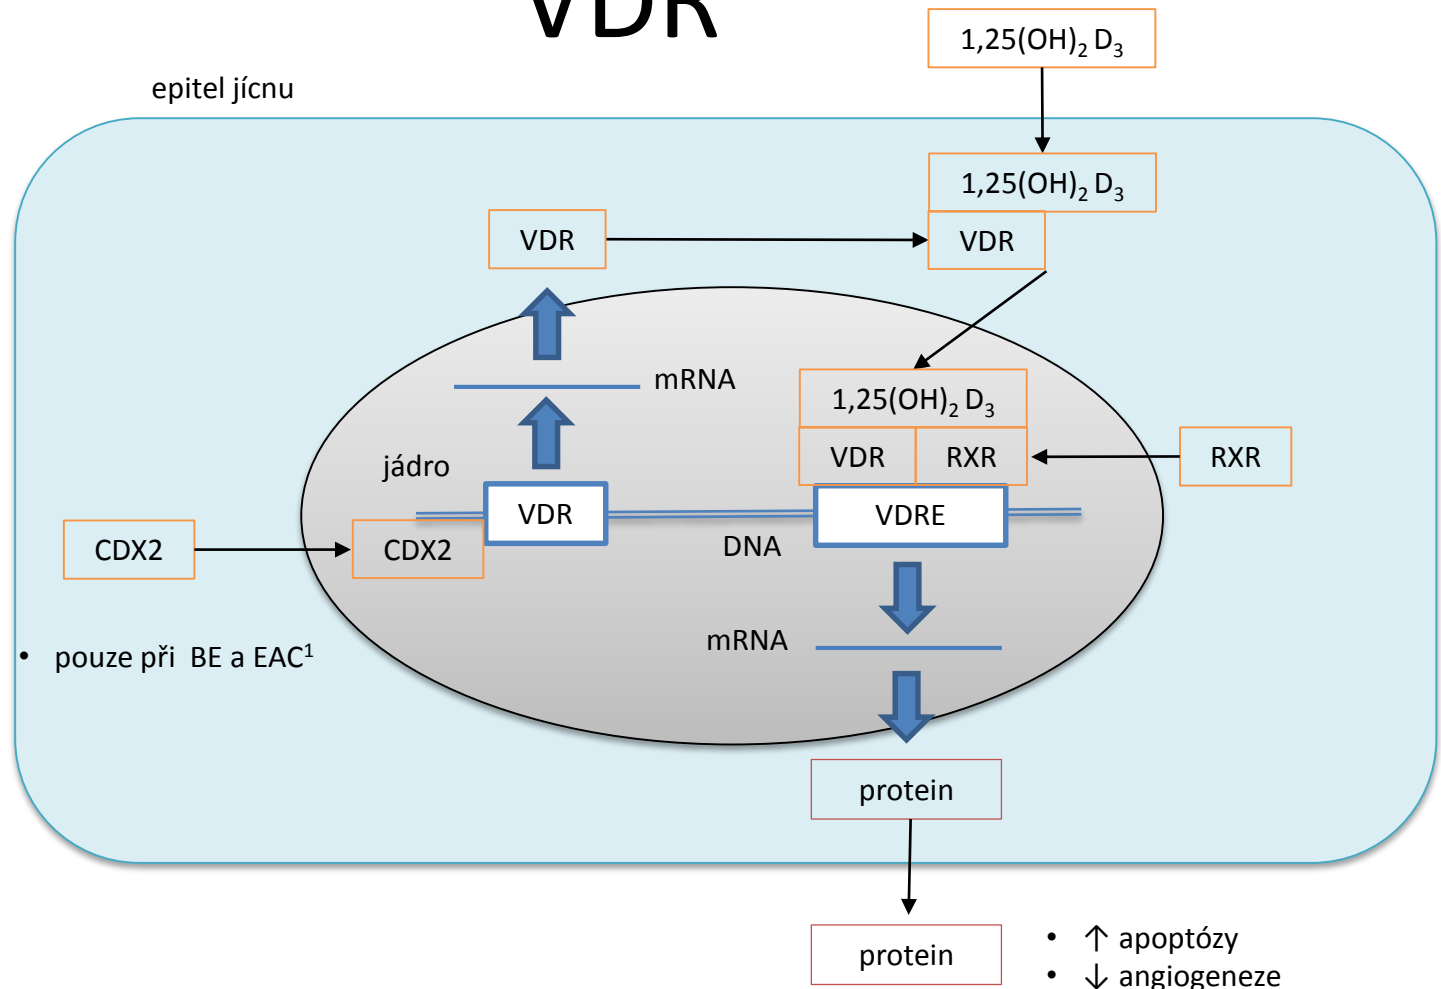 VDR
1,25(OH)₂ D₃
epitel jícnu
1,25(OH)₂ D₃
VDR
VDR
mRNA
1,25(OH)₂ D₃
jádro
VDR
RXR
RXR
VDR
VDRE
CDX2
CDX2
DNA
mRNA
• pouze při BE a EAC¹
protein
protein
• ↑ apoptózy
• ↓ angiogeneze